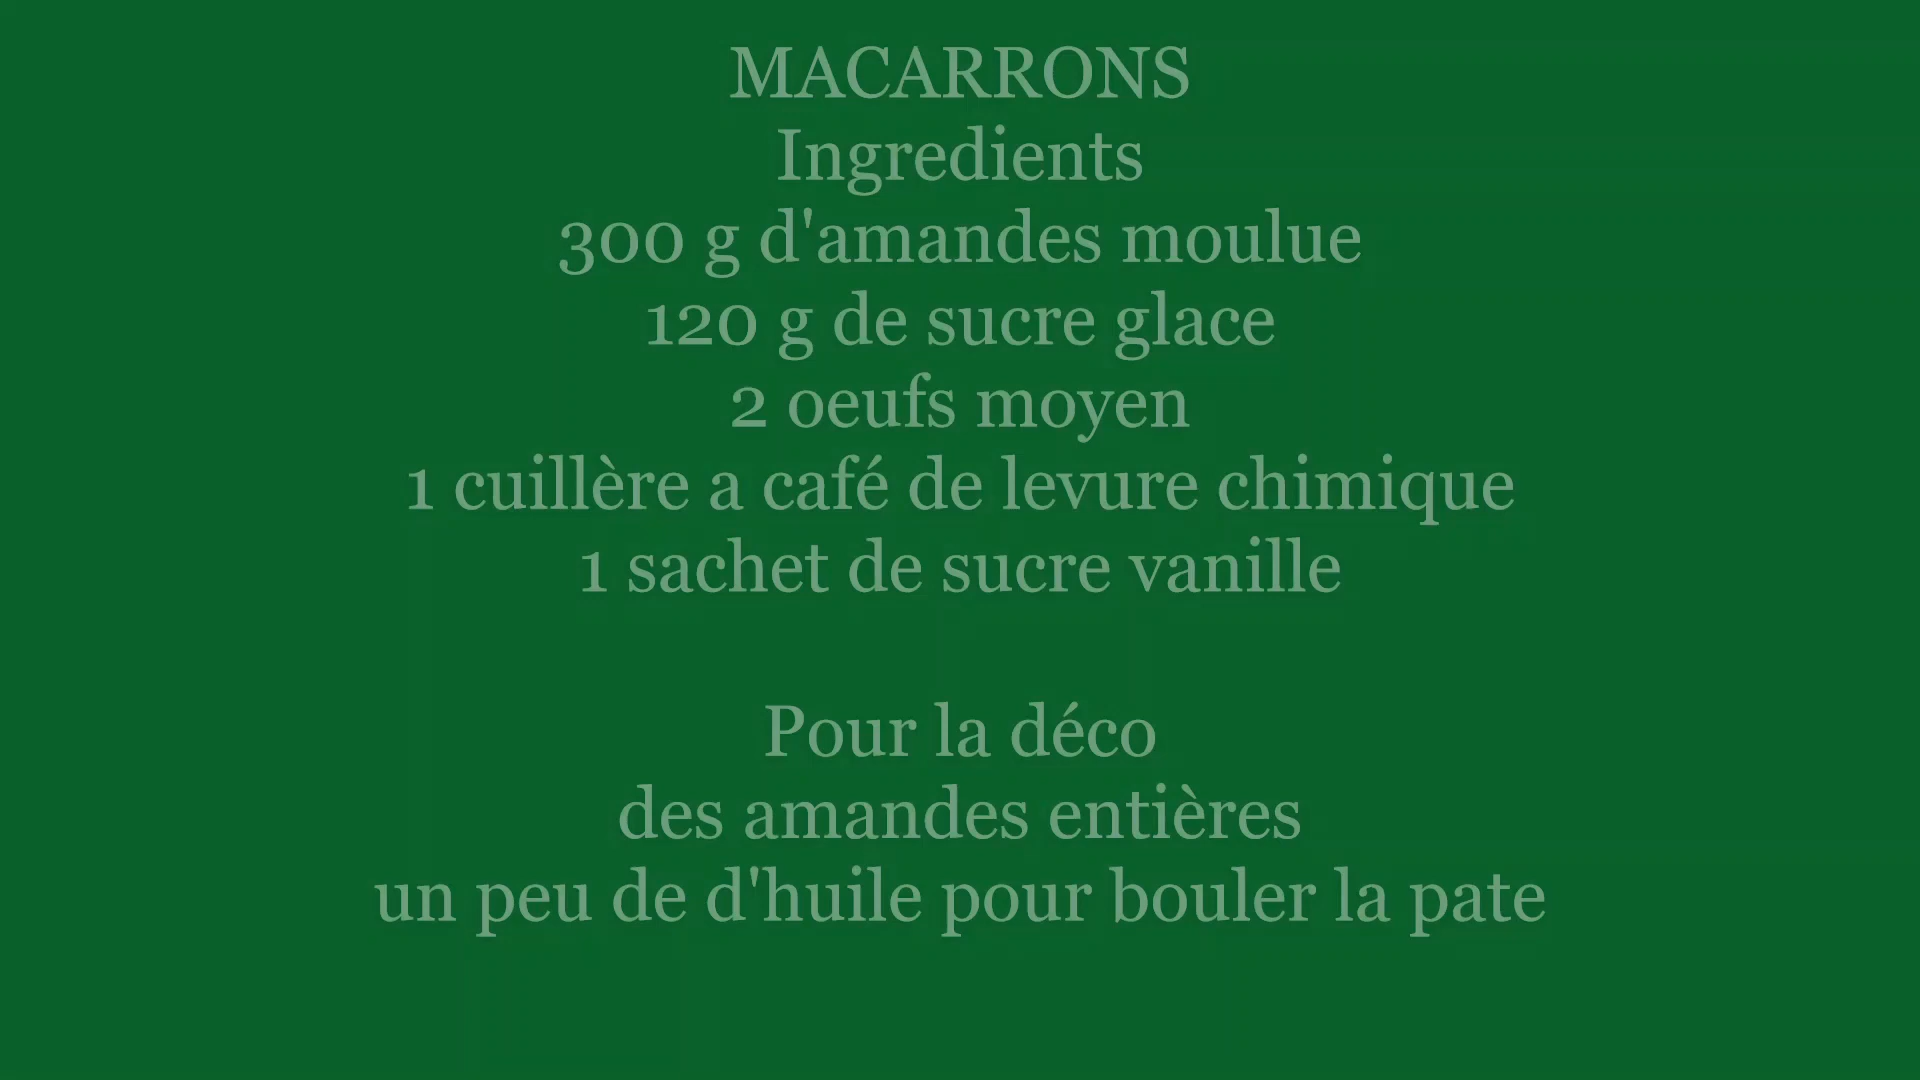 MACARRONS
Ingredients
300 g d'amandes moulue
120 g de sucre glace
2 oeufs moyen
1 cuillère a café de levure chimique
1 sachet de sucre vanille
Pour la déco
des amandes entières
un peu de d'huile pour bouler la pate